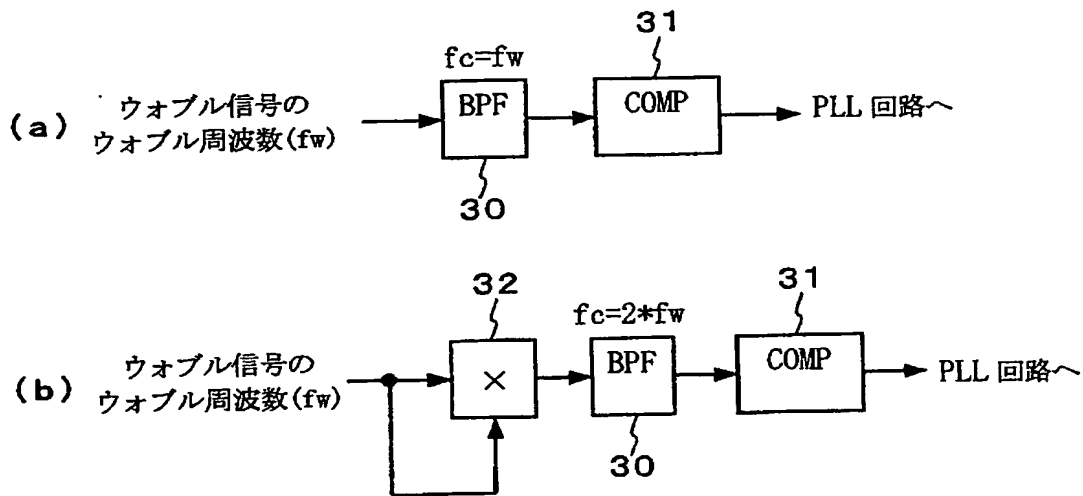 31
fc=fw
(a)
ウォブル信号の
ウォブル周波数(fw)
BPF
COMP
PLL 回路へ
30
32
31
fc=2*fw
(b)
ウォブル信号の
ウォブル周波数(fw)
×
BPF
COMP
PLL 回路へ
30